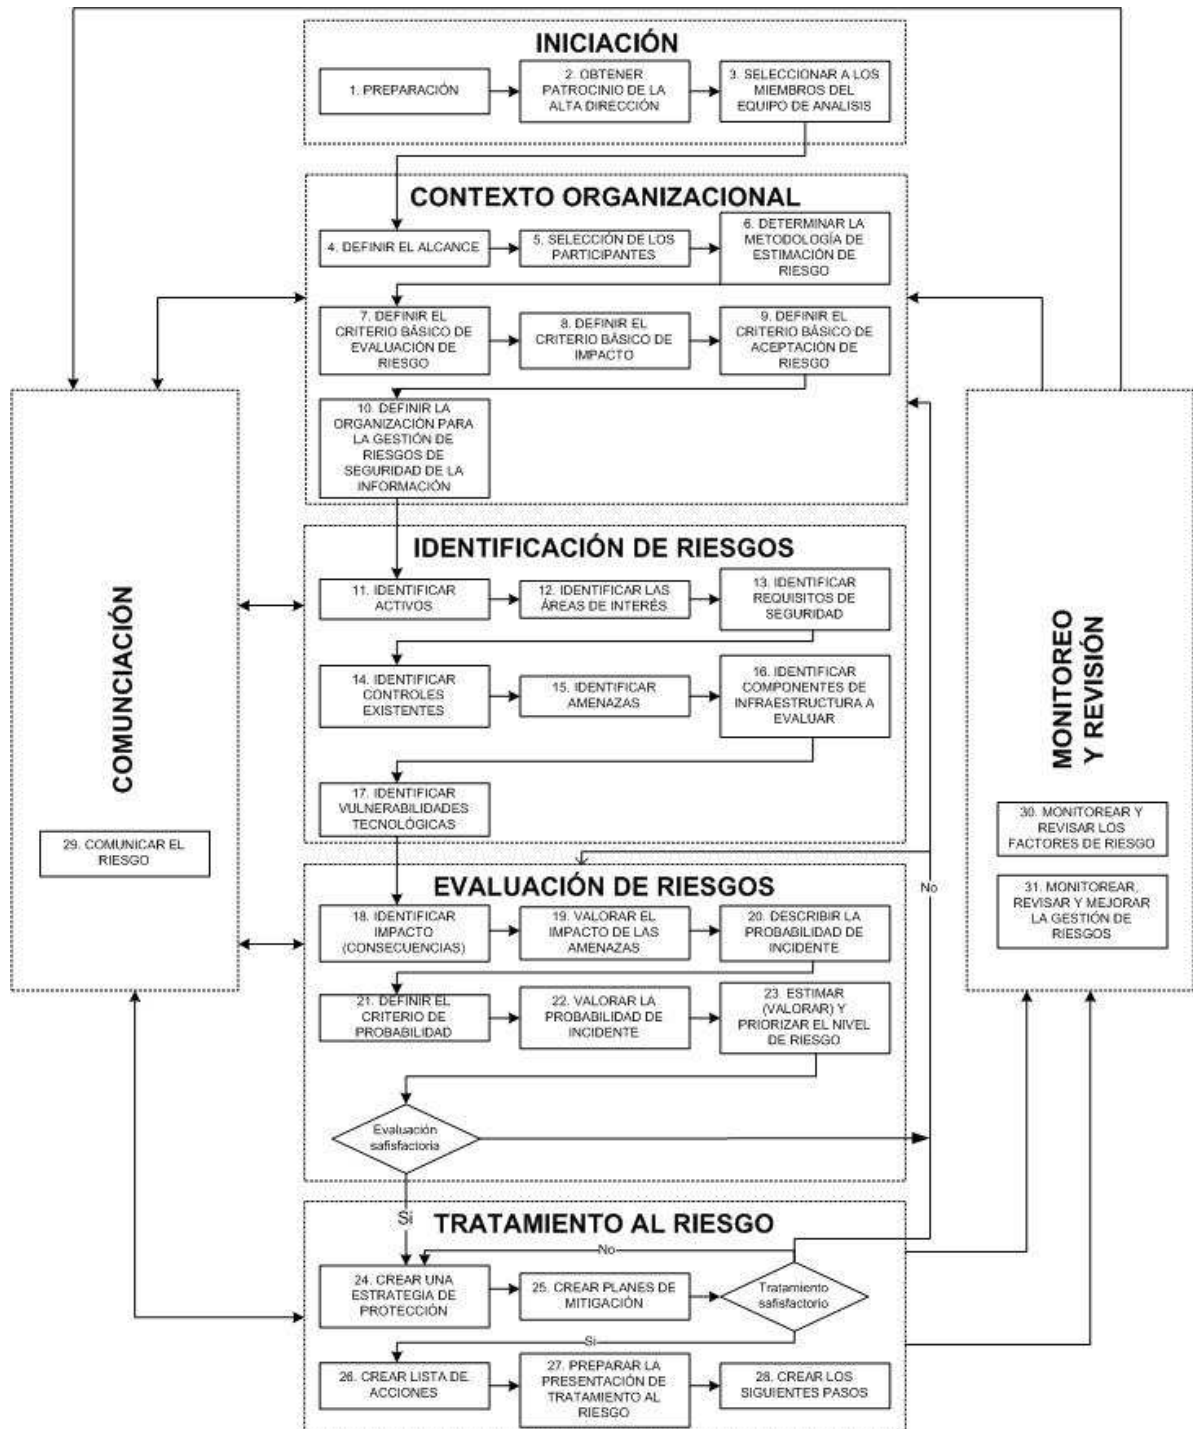 INICIACIÓN
1. PREPARACIÓN
2. OBTENER
PATROCINIO DE LA
ALTA DIRECCIÓN
3. SELECCIONAR A LOS
MIEMBROS DEL
EQUIPO DE ANALISIS
CONTEXTO ORGANIZACIONAL
4. DEFINIR EL ALCANCE
5. SELECCIÓN DE LOS
PARTICIPANTES
6. DETERMINAR LA
METODOLOGÍA DE
ESTIMACIÓN DE
RIESGO
7. DEFINIR EL
CRITERIO BÁSICO DE
EVALUACIÓN DE
RIESGO
8. DEFINIR EL
CRITERIO BÁSICO DE
IMPACTO
9. DEFINIR EL
CRITERIO BÁSICO DE
ACEPTACIÓN DE
RIESGO
10. DEFINIR LA
ORGANIZACIÓN PARA
LA GESTIÓN DE
RIESGOS DE
SEGURIDAD DE LA
INFORMACIÓN
IDENTIFICACIÓN DE RIESGOS
11. IDENTIFICAR
ACTIVOS
12. IDENTIFICAR LAS
ÁREAS DE INTERÉS
13. IDENTIFICAR
REQUISITOS DE
SEGURIDAD
14. IDENTIFICAR
CONTROLES
EXISTENTES
15. IDENTIFICAR
AMENAZAS
16. IDENTIFICAR
COMPONENTES DE
INFRAESTRUCTURA A
EVALUAR
17. IDENTIFICAR
VULNERABILIDADES
TECNOLÓGICAS
COMUNCIACIÓN
29. COMUNICAR EL
RIESGO
MONITOREO
Y REVISIÓN
30. MONITOREAR Y
REVISAR LOS
FACTORES DE RIESGO
31. MONITOREAR,
REVISAR Y MEJORAR
LA GESTIÓN DE
RIESGOS
No
EVALUACIÓN DE RIESGOS
18. IDENTIFICAR
IMPACTO
(CONSECUENCIAS)
19. VALORAR EL
IMPACTO DE LAS
AMENAZAS
20. DESCRIBIR LA
PROBABILIDAD DE
INCIDENTE
21. DEFINIR EL
CRITERIO DE
PROBABILIDAD
22. VALORAR LA
PROBABILIDAD DE
INCIDENTE
23. ESTIMAR
(VALORAR) Y
PRIORIZAR EL NIVEL
DE RIESGO
Evaluación
safisfactoria
Si
TRATAMIENTO AL RIESGO
No
24. CREAR UNA
ESTRATEGIA DE
PROTECCIÓN
25. CREAR PLANES DE
MITIGACIÓN
Tratamiento
satisfactorio
Si
26. CREAR LISTA DE
ACCIONES
27. PREPARAR LA
PRESENTACIÓN DE
TRATAMIENTO AL
RIESGO
28. CREAR LOS
SIGUIENTES PASOS